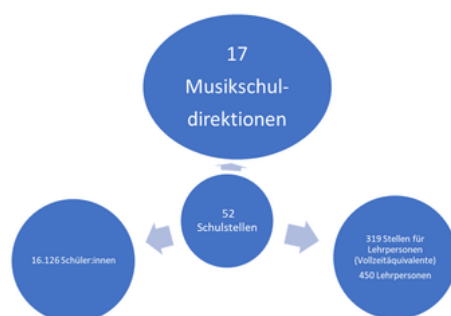 17
Musikschul-
direktionen
52
Schulstellen
16.126 Schüler:innen
319 Stellen für
Lehrpersonen
(Vollzeitäquivalente)
450 Lehrpersonen